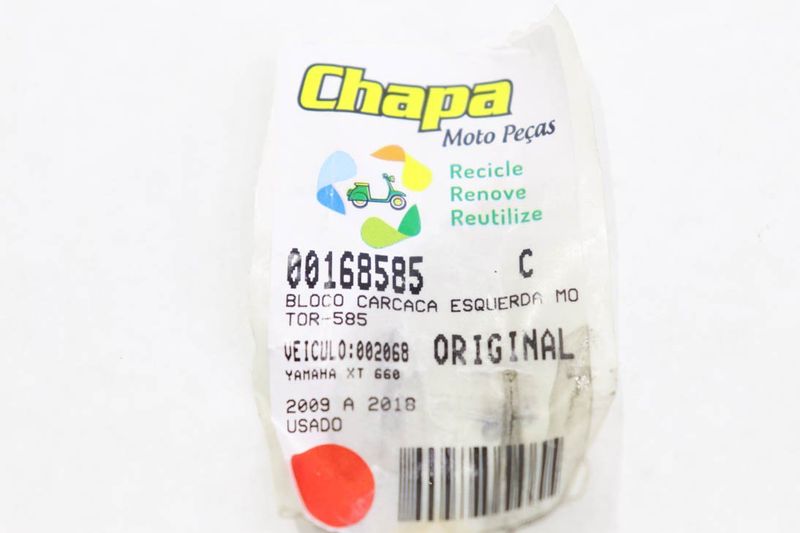 Chapa
Moto Peças
Recicle
Renove
Reutilize
00168585 C
BLOCO CARCACA ESQUERDA MO
TOR-585
VEICULO:002068 ORIGINAL
YAMAHA XT 660
2009 A 2018
USADO